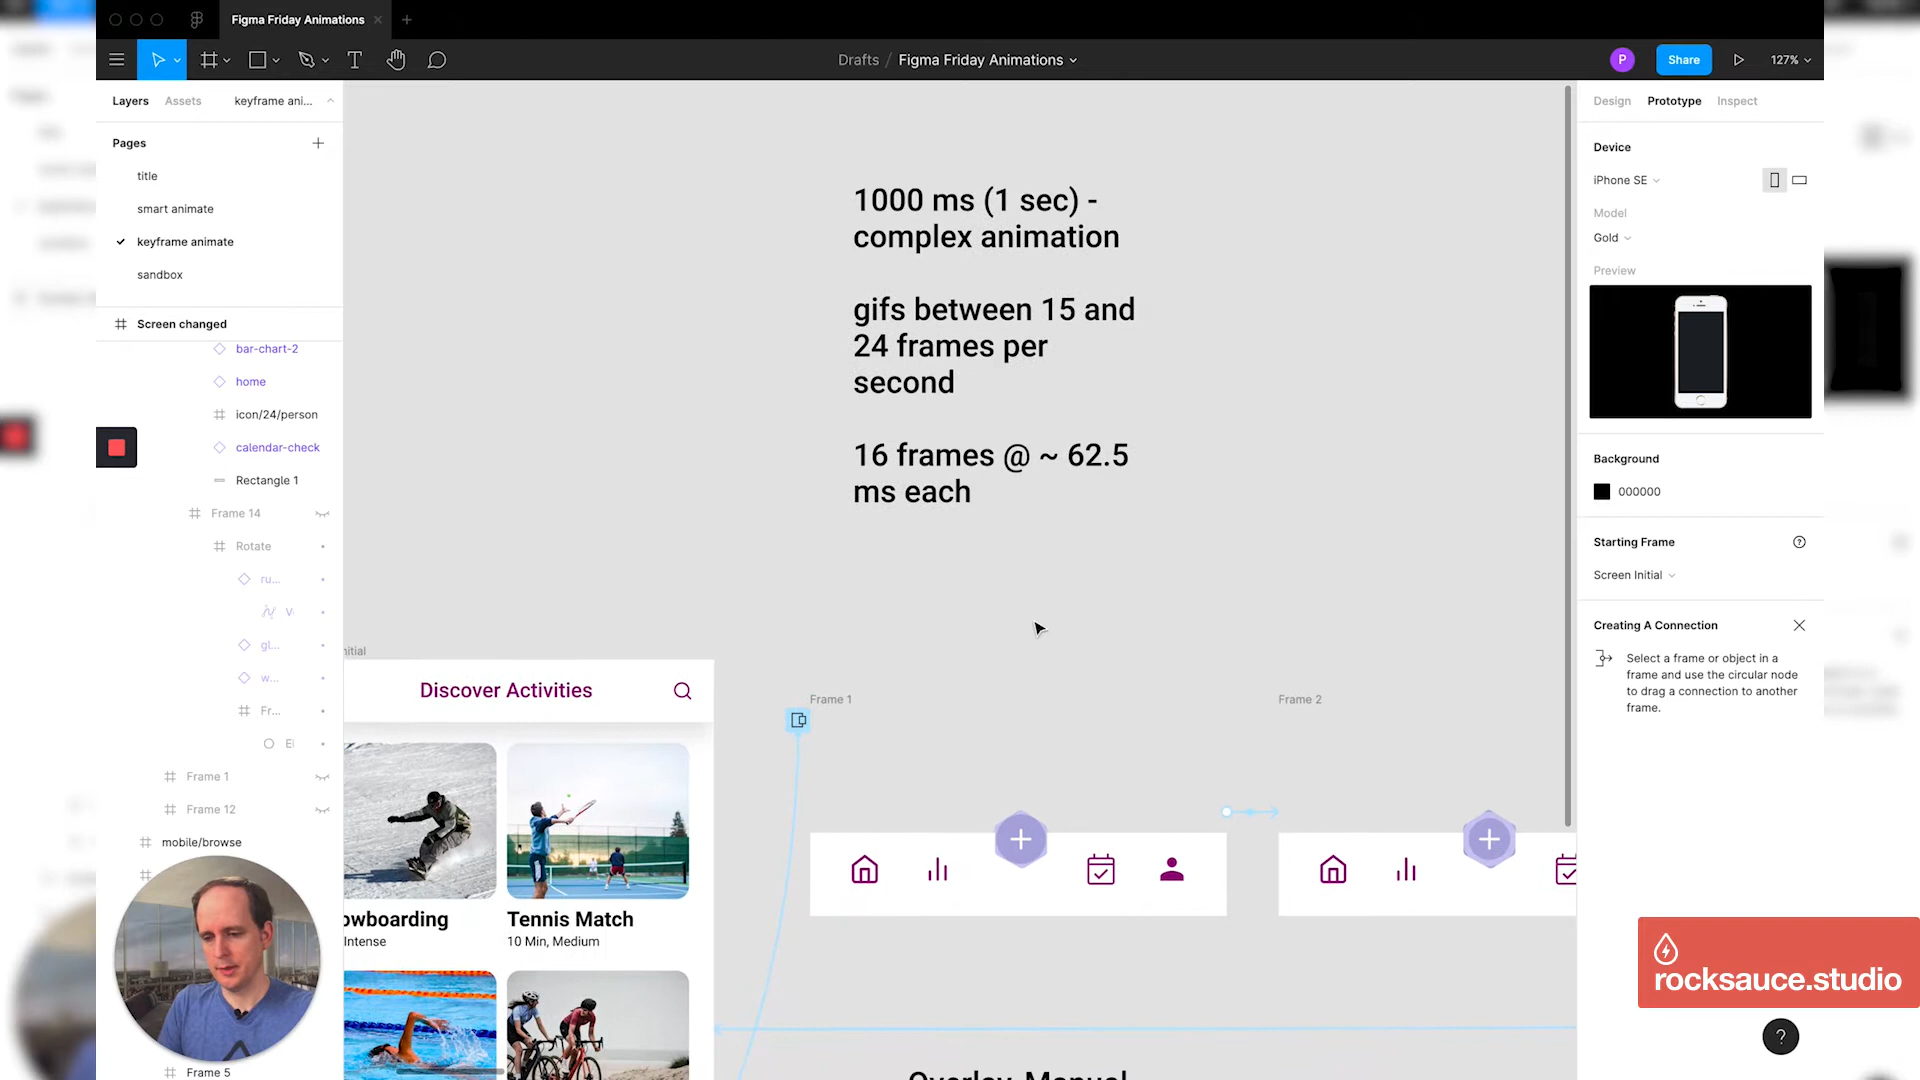 Figma Friday Animations
Drafts / Figma Friday Animations
P
Share
127%
Layers
Assets
keyframe ani...
Design
Prototype
Inspect
Pages
title
smart animate
keyframe animate
sandbox
Screen changed
bar-chart-2
home
icon/24/person
calendar-check
Rectangle 1
Frame 14
Rotate
ru...
V
gl...
w...
Fr...
El
Frame 1
Frame 12
mobile/browse
Frame 5
1000 ms (1 sec) -
complex animation
gifs between 15 and
24 frames per
second
16 frames @ ~ 62.5
ms each
nitial
Discover Activities
owboarding
Intense
Tennis Match
10 Min, Medium
Frame 1
Frame 2
Device
iPhone SE
Model
Gold
Preview
Background
000000
Starting Frame
?
Screen Initial
Creating A Connection
Select a frame or object in a
frame and use the circular node
to drag a connection to another
frame.
rocksauce.studio
?